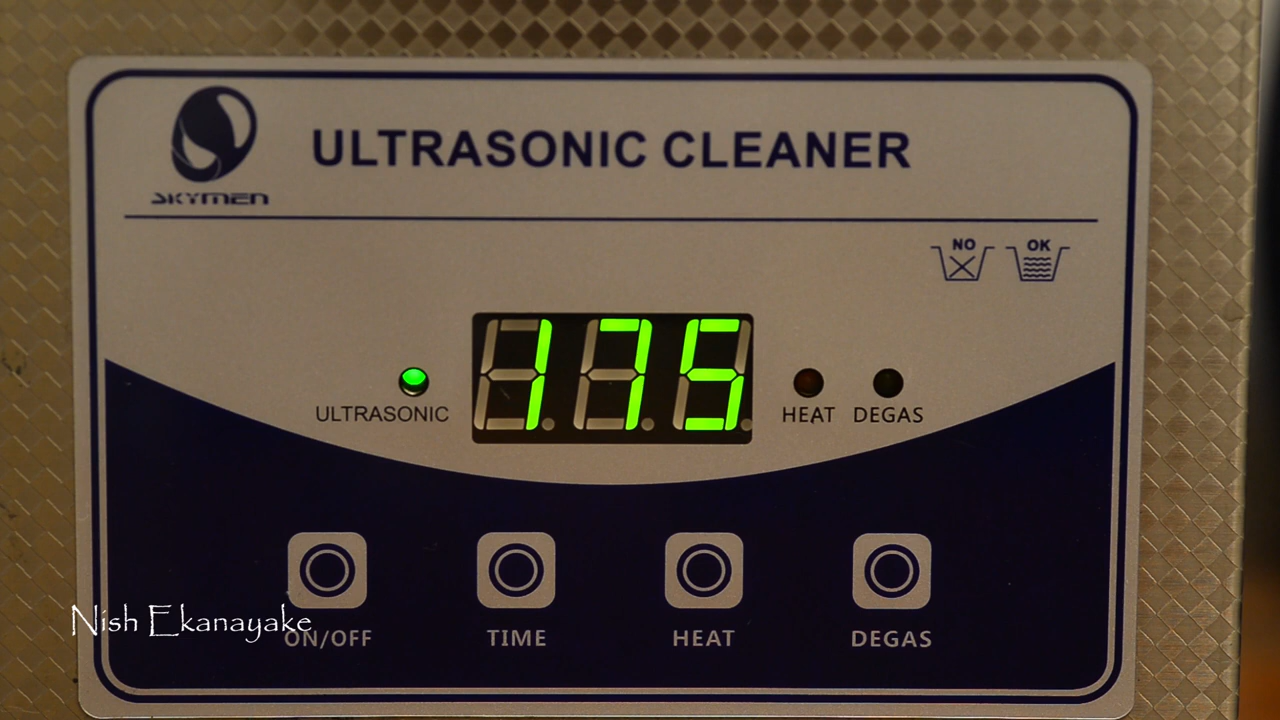 SKYMEN
ULTRASONIC CLEANER
NO OK
175
ULTRASONIC HEAT DEGAS
ON/OFF TIME HEAT DEGAS
Nish Ekanayake